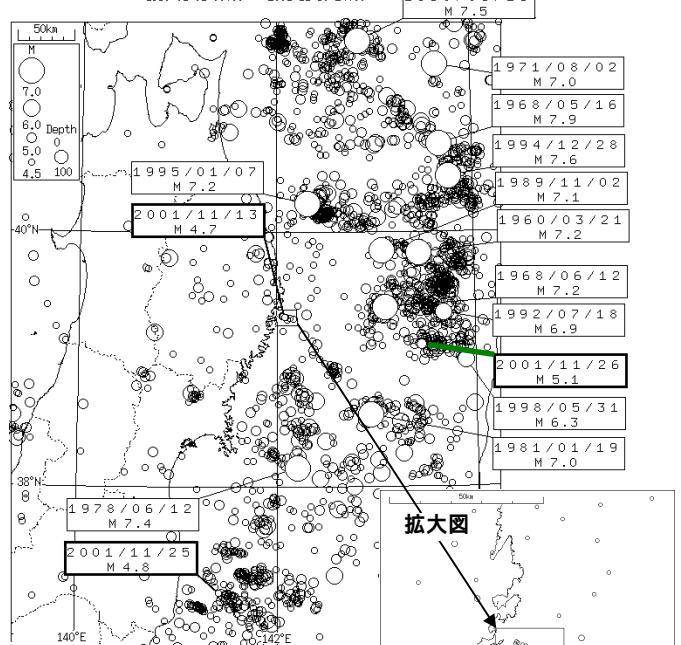 M 7.5
50km
M
7.0
6.0
5.0
4.5
Depth
0
100
1971/08/02
M 7.0
1968/05/16
M 7.9
1994/12/28
M 7.6
1995/01/07
M 7.2
1989/11/02
M 7.1
2001/11/13
M 4.7
1960/03/21
M 7.2
40°N
1968/06/12
M 7.2
1992/07/18
M 6.9
2001/11/26
M 5.1
1998/05/31
M 6.3
1981/01/19
M 7.0
38°N
1978/06/12
M 7.4
50km
拡大図
2001/11/25
M 4.8
140°E
142°E